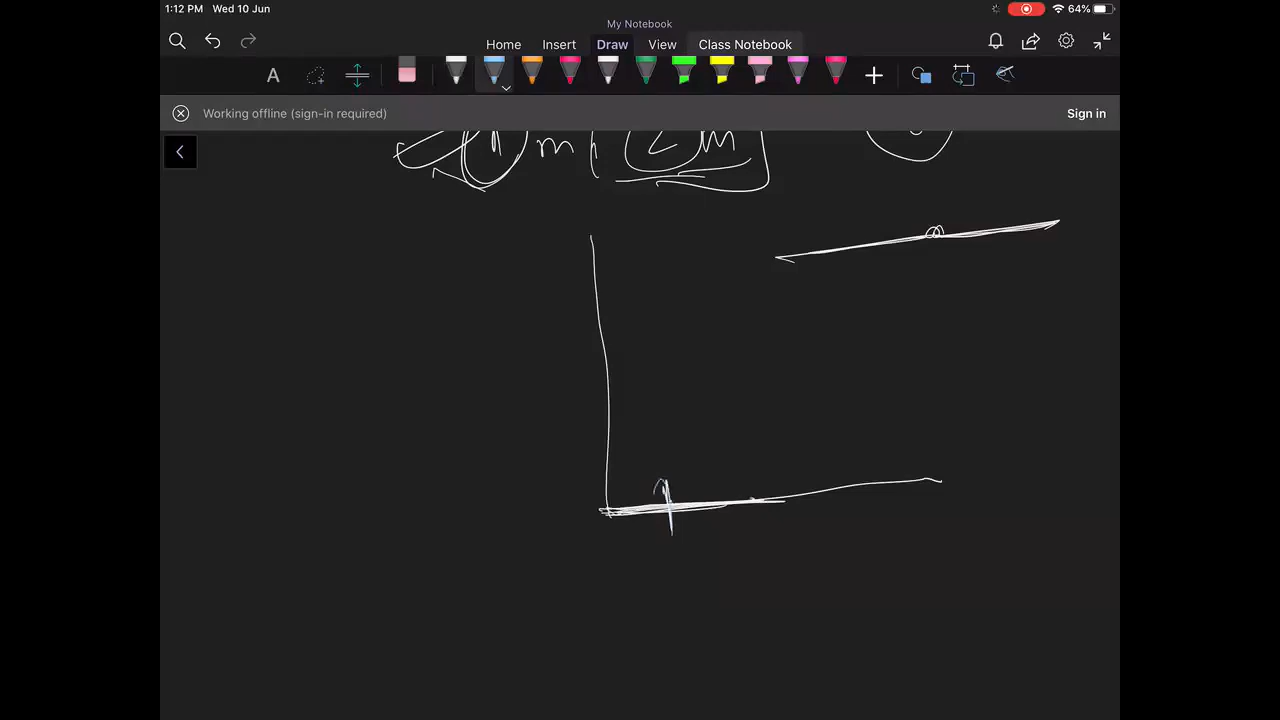 1:12 PM Wed 10 Jun
64%
My Notebook
Home Insert Draw View Class Notebook
A
Working offline (sign-in required)
Sign in
m
m